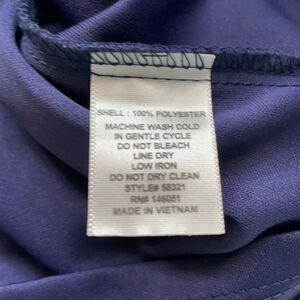 SHELL : 100% POLYESTER
MACHINE WASH COLD
IN GENTLE CYCLE
DO NOT BLEACH
LINE DRY
LOW IRON
DO NOT DRY CLEAN
STYLE# 58321
RN# 146051
MADE IN VIETNAM